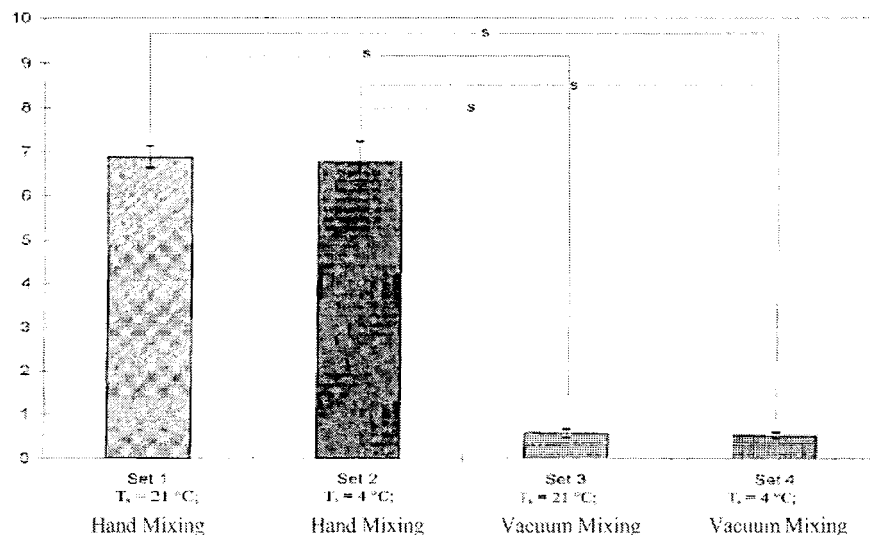 10
9
8
7
6
5
4
3
2
1
0
s
s
s
s
Set 1 Set 2 Set 3 Set 4
Tₛ = 21 °C; Tₛ = 4 °C; Tₛ = 21 °C; Tₛ = 4 °C;
Hand Mixing Hand Mixing Vacuum Mixing Vacuum Mixing